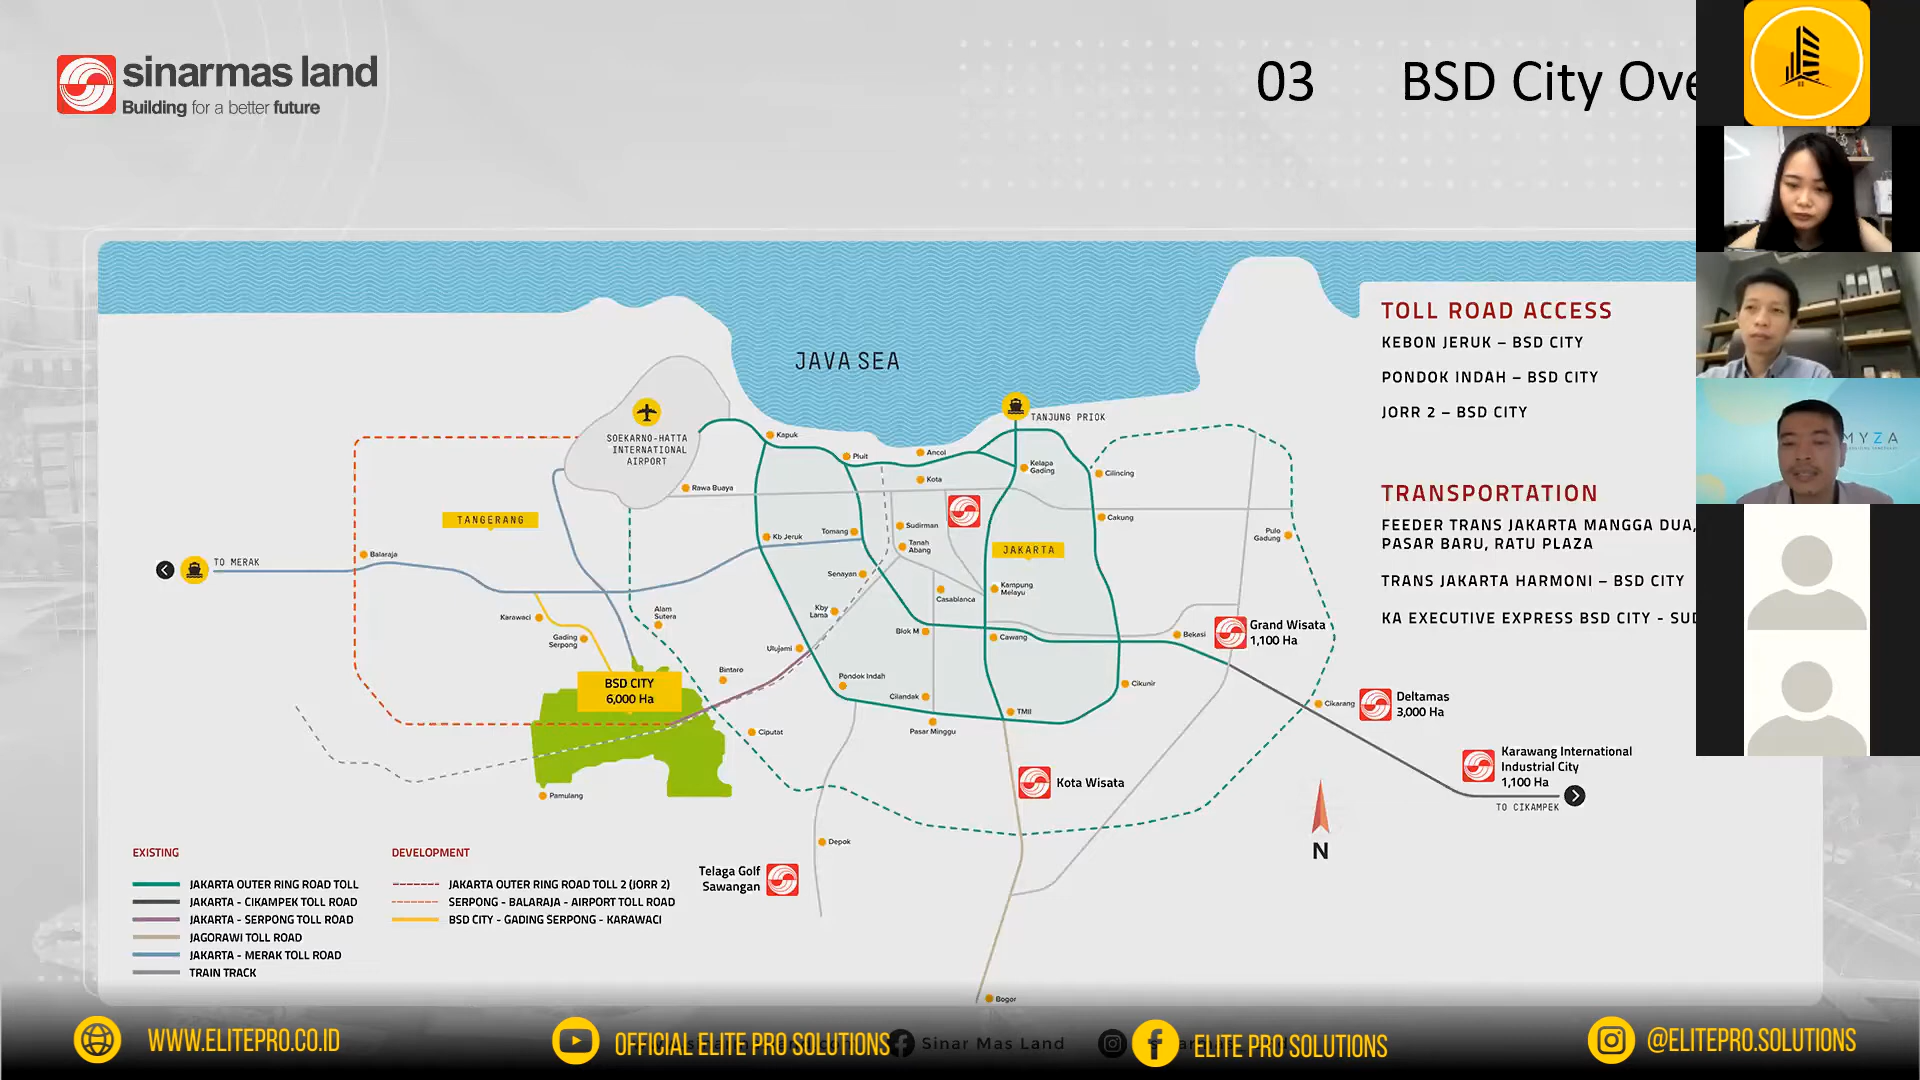 sinarmas land
Building for a better future
03 BSD City Ove
JAVA SEA
TOLL ROAD ACCESS
KEBON JERUK – BSD CITY
PONDOK INDAH – BSD CITY
JORR 2 – BSD CITY
TRANSPORTATION
FEEDER TRANS JAKARTA MANGGA DUA,
PASAR BARU, RATU PLAZA
TRANS JAKARTA HARMONI – BSD CITY
KA EXECUTIVE EXPRESS BSD CITY - SUD
MYZA
SOEKARNO-HATTA
INTERNATIONAL
AIRPORT
TANJUNG PRIOK
Kapuk
Pluit
Ancol
Kelapa
Gading
Cilincing
Kota
Rawa Buaya
TANGERANG
Cakung
Sudirman
Tomang
Kb Jeruk
Tanah
Abang
JAKARTA
Pulo
Gadung
Balaraja
TO MERAK
Senayan
Kampung
Melayu
Casablanca
Karawaci
Alam
Sutera
Kby
Lama
Gading
Serpong
Blok M
Cawang
Bekasi
Grand Wisata
1,100 Ha
Ulujami
Bintaro
Pondok Indah
Cikunir
BSD CITY
6,000 Ha
Cilandak
TMII
Cikarang
Deltamas
3,000 Ha
Ciputat
Pasar Minggu
Karawang International
Industrial City
1,100 Ha
TO CIKAMPEK
Pamulang
Kota Wisata
Depok
N
Telaga Golf
Sawangan
Bogor
EXISTING
JAKARTA OUTER RING ROAD TOLL
JAKARTA - CIKAMPEK TOLL ROAD
JAKARTA - SERPONG TOLL ROAD
JAGORAWI TOLL ROAD
JAKARTA - MERAK TOLL ROAD
TRAIN TRACK
DEVELOPMENT
JAKARTA OUTER RING ROAD TOLL 2 (JORR 2)
SERPONG - BALARAJA - AIRPORT TOLL ROAD
BSD CITY - GADING SERPONG - KARAWACI
WWW.ELITEPRO.CO.ID
OFFICIAL ELITE PRO SOLUTIONS
Sinar Mas Land
ELITE PRO SOLUTIONS
@ELITEPRO.SOLUTIONS